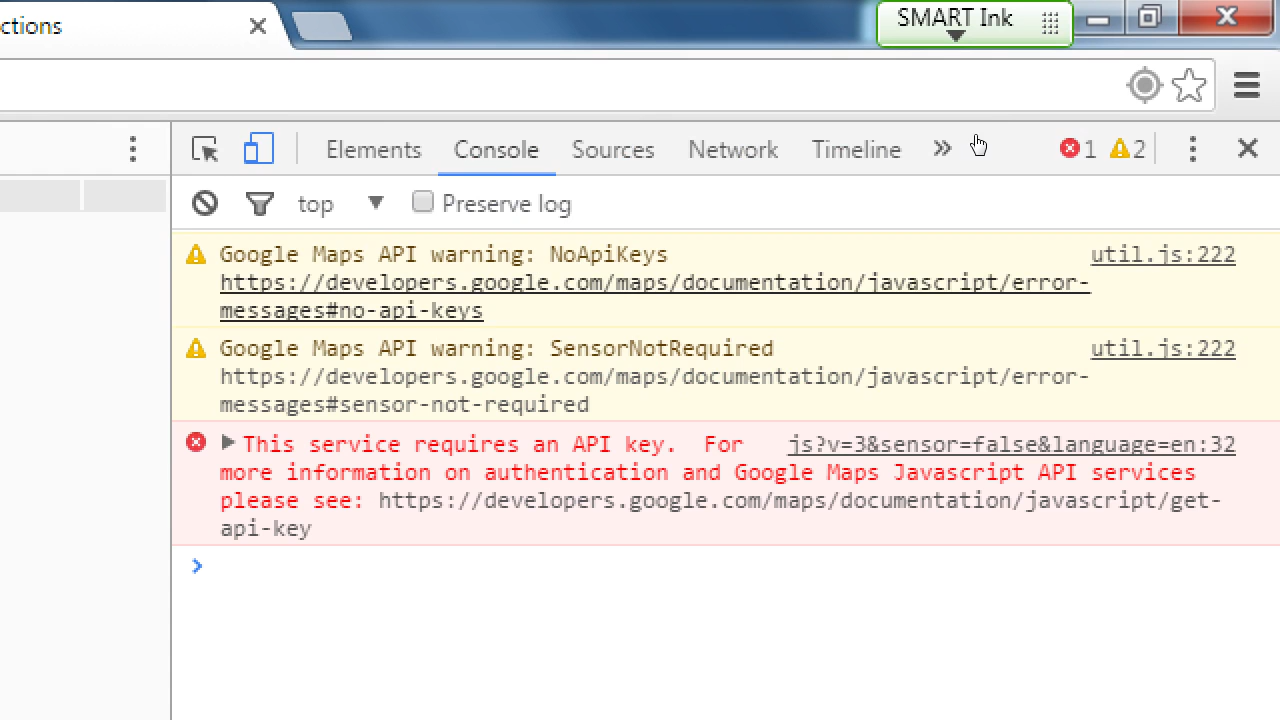 ctions
SMART Ink
Elements Console Sources Network Timeline » 1 2
top Preserve log
Google Maps API warning: NoApiKeys util.js:222
https://developers.google.com/maps/documentation/javascript/error-
messages#no-api-keys
Google Maps API warning: SensorNotRequired util.js:222
https://developers.google.com/maps/documentation/javascript/error-
messages#sensor-not-required
This service requires an API key. For js?v=3&sensor=false&language=en:32
more information on authentication and Google Maps Javascript API services
please see: https://developers.google.com/maps/documentation/javascript/get-
api-key